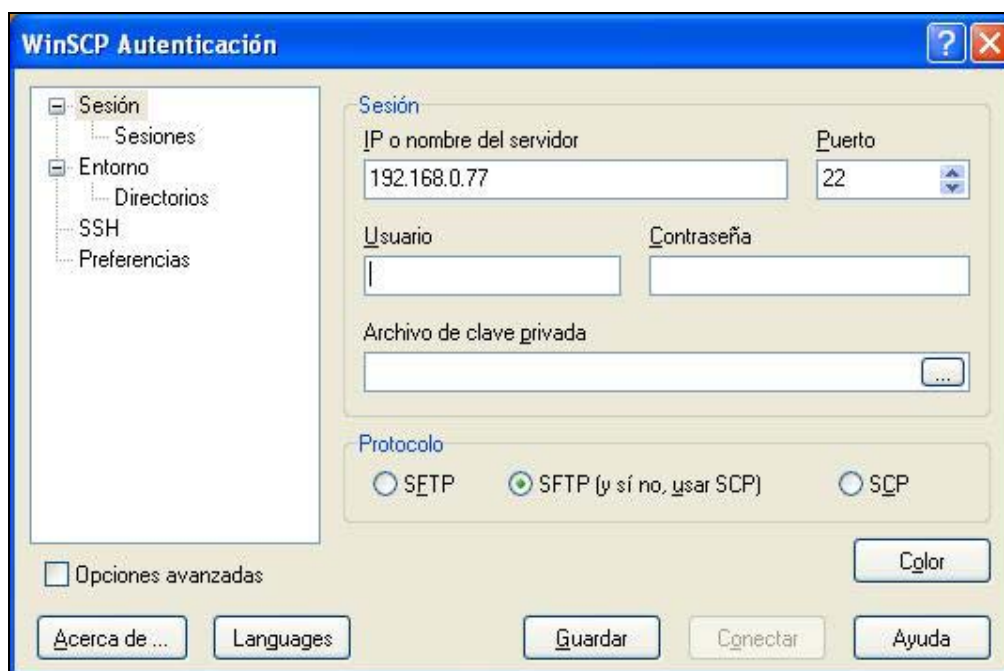 WinSCP Autenticación
Sesión
Sesiones
Entorno
Directorios
SSH
Preferencias
Sesión
IP o nombre del servidor Puerto
192.168.0.77 22
Usuario Contraseña
Archivo de clave privada
...
Protocolo
SFTP SFTP (y sí no, usar SCP) SCP
Opciones avanzadas
Color
Acerca de ... Languages Guardar Conectar Ayuda